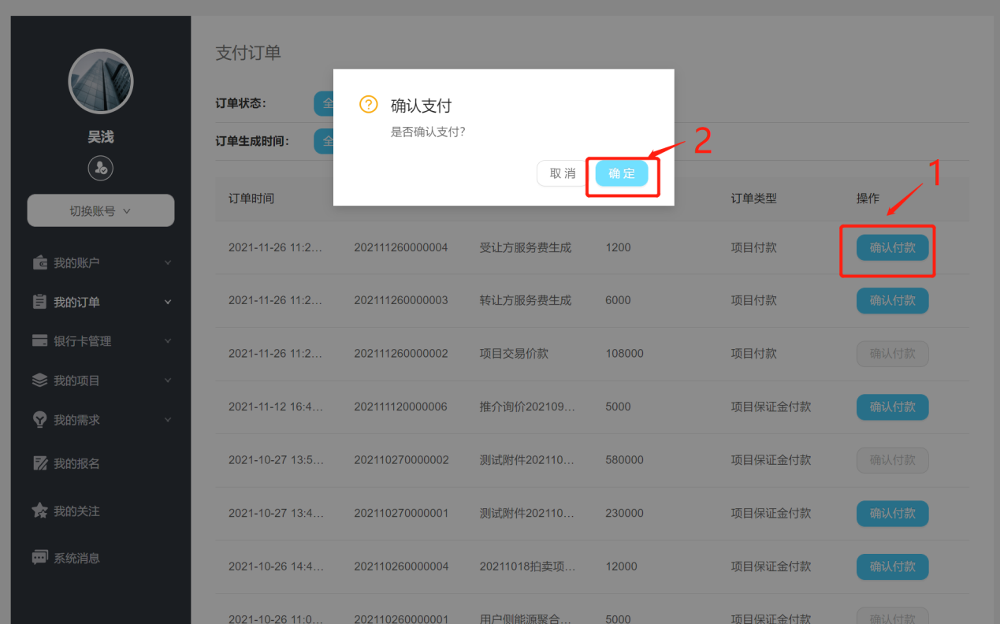 支付订单
订单状态：
全
订单生成时间：
全
确认支付
是否确认支付？
取 消
确 定
2
1
吴浅
切换账号
我的账户
我的订单
银行卡管理
我的项目
我的需求
我的报名
我的关注
系统消息
订单时间 订单类型 操作
2021-11-26 11:2... 202111260000004 受让方服务费生成 1200 项目付款 确认付款
2021-11-26 11:2... 202111260000003 转让方服务费生成 6000 项目付款 确认付款
2021-11-26 11:2... 202111260000002 项目交易价款 108000 项目付款 确认付款
2021-11-12 16:4... 202111120000006 推介询价202109... 5000 项目保证金付款 确认付款
2021-10-27 13:5... 202110270000002 测试附件202110... 580000 项目保证金付款 确认付款
2021-10-27 13:4... 202110270000001 测试附件202110... 230000 项目保证金付款 确认付款
2021-10-26 14:4... 202110260000004 20211018拍卖项... 12000 项目保证金付款 确认付款
2021-10-26 11:0... 202110260000001 用户侧能源聚合... 5000 项目保证金付款 确认付款